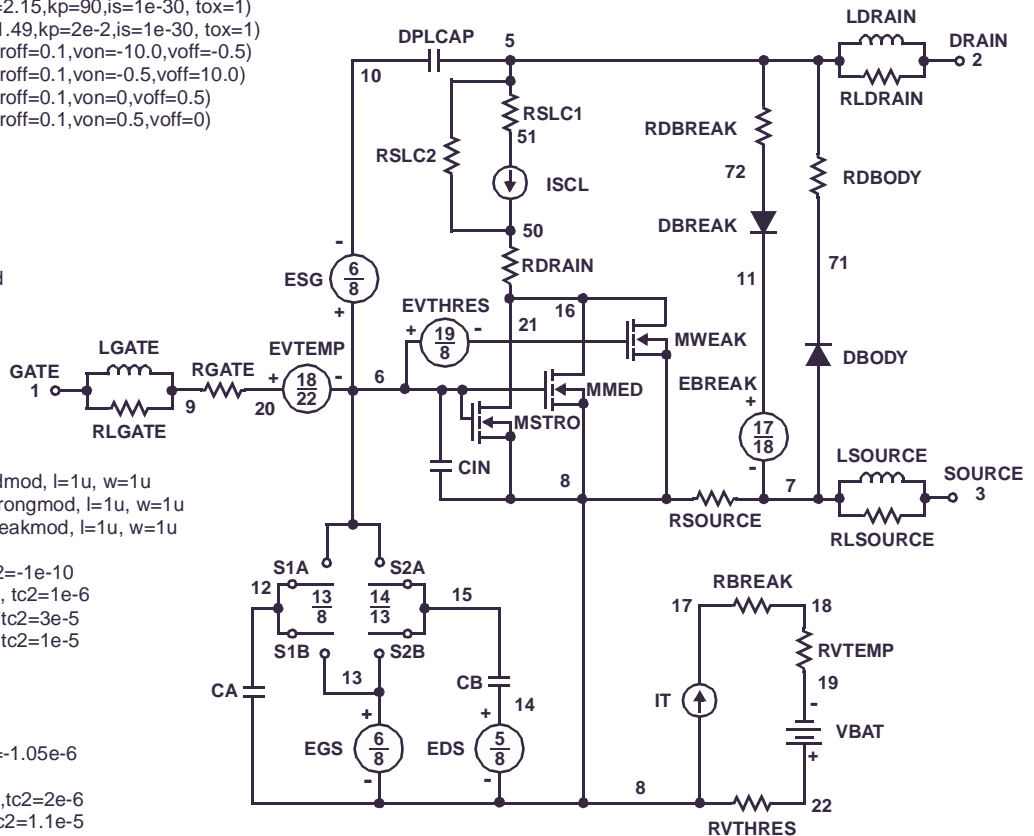 =2.15,kp=90,is=1e-30, tox=1)
1.49,kp=2e-2,is=1e-30, tox=1)
roff=0.1,von=-10.0,voff=-0.5)
roff=0.1,von=-0.5,voff=10.0)
roff=0.1,von=0,voff=0.5)
roff=0.1,von=0.5,voff=0)
LDRAIN
DPLCAP 5 DRAIN
10 2
RLDRAIN
RSLC1
51
RSLC2
ISCL
RDBREAK
72
RDBODY
50
DBREAK
RDRAIN
71
11
d
ESG 6
8
- +
EVTHRES
+ 19 -
8
16
21
MWEAK
LGATE
EVTEMP
DBODY
GATE
1
RGATE
+ 18 -
22
6
MMED
EBREAK
+
9
20
RLGATE
MSTRO
17
18
-
LSOURCE
CIN
8
7
SOURCE
3
RSOURCE
RLSOURCE
dmod, l=1u, w=1u
rongmod, l=1u, w=1u
eakmod, l=1u, w=1u
2=-1e-10
, tc2=1e-6
tc2=3e-5
tc2=1e-5
S1A
S2A
12
13
8
14
13
15
S1B
S2B
RBREAK
17
18
RVTEMP
13
CA
CB
19
14
IT
-
VBAT
+
+
EGS 6
8
-
+
EDS 5
8
-
8
22
RVTHRES
=-1.05e-6
,tc2=2e-6
c2=1.1e-5